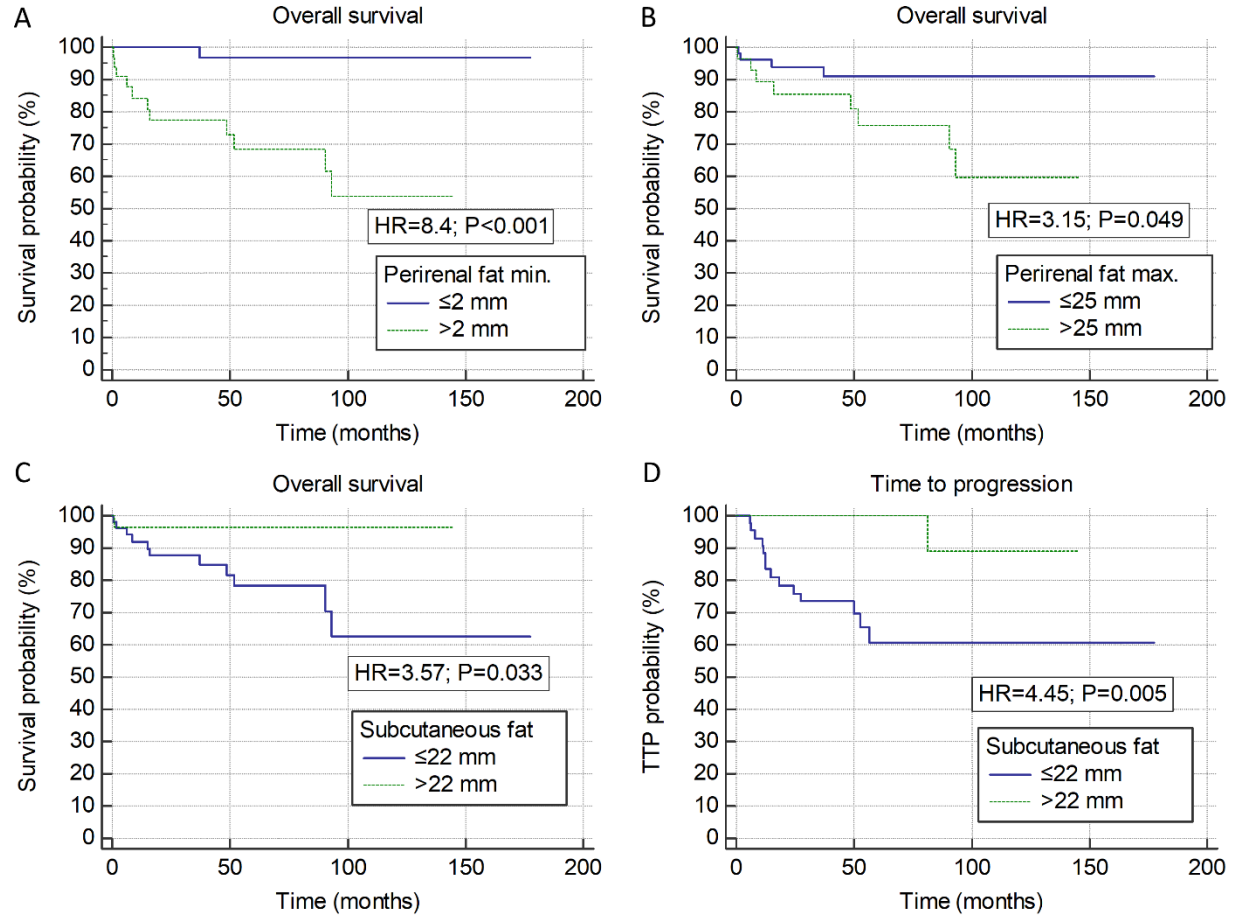 A
Overall survival
Survival probability (%)
100
90
80
70
60
50
40
30
20
10
0
HR=8.4; P<0.001
Perirenal fat min.
≤2 mm
>2 mm
0 50 100 150 200
Time (months)
B
Overall survival
Survival probability (%)
100
90
80
70
60
50
40
30
20
10
0
HR=3.15; P=0.049
Perirenal fat max.
≤25 mm
>25 mm
0 50 100 150 200
Time (months)
C
Overall survival
Survival probability (%)
100
90
80
70
60
50
40
30
20
10
0
HR=3.57; P=0.033
Subcutaneous fat
≤22 mm
>22 mm
0 50 100 150 200
Time (months)
D
Time to progression
TTP probability (%)
100
90
80
70
60
50
40
30
20
10
0
HR=4.45; P=0.005
Subcutaneous fat
≤22 mm
>22 mm
0 50 100 150 200
Time (months)